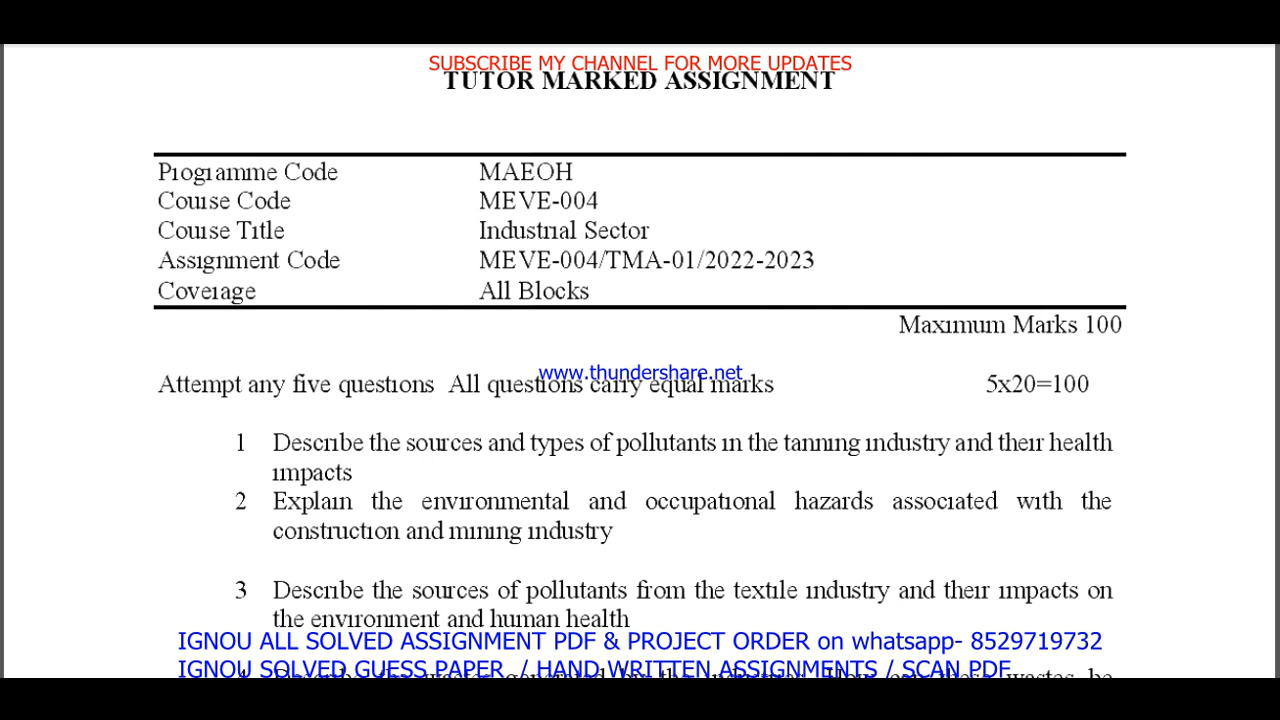 SUBSCRIBE MY CHANNEL FOR MORE UPDATES
TUTOR MARKED ASSIGNMENT
Programme Code MAEOH
Course Code MEVE-004
Course Title Industrial Sector
Assignment Code MEVE-004/TMA-01/2022-2023
Coverage All Blocks
Maximum Marks 100
www.thundershare.net
Attempt any five questions All questions carry equal marks 5x20=100
1 Describe the sources and types of pollutants in the tanning industry and their health
impacts
2 Explain the environmental and occupational hazards associated with the
construction and mining industry
3 Describe the sources of pollutants from the textile industry and their impacts on
the environment and human health
IGNOU ALL SOLVED ASSIGNMENT PDF & PROJECT ORDER on whatsapp- 8529719732
IGNOU SOLVED GUESS PAPER / HAND WRITTEN ASSIGNMENTS / SCAN PDF